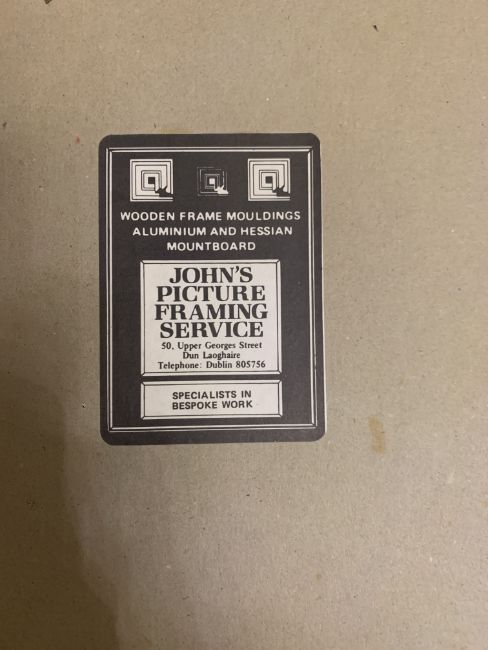 WOODEN FRAME MOULDINGS
ALUMINIUM AND HESSIAN
MOUNTBOARD
JOHN'S
PICTURE
FRAMING
SERVICE
50, Upper Georges Street
Dun Laoghaire
Telephone: Dublin 805756
SPECIALISTS IN
BESPOKE WORK